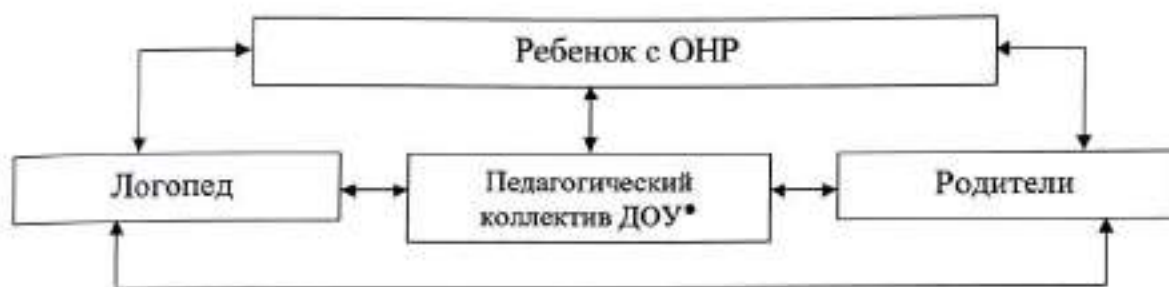 Ребенок с ОНР
Логопед
Педагогический
коллектив ДОУ•
Родители